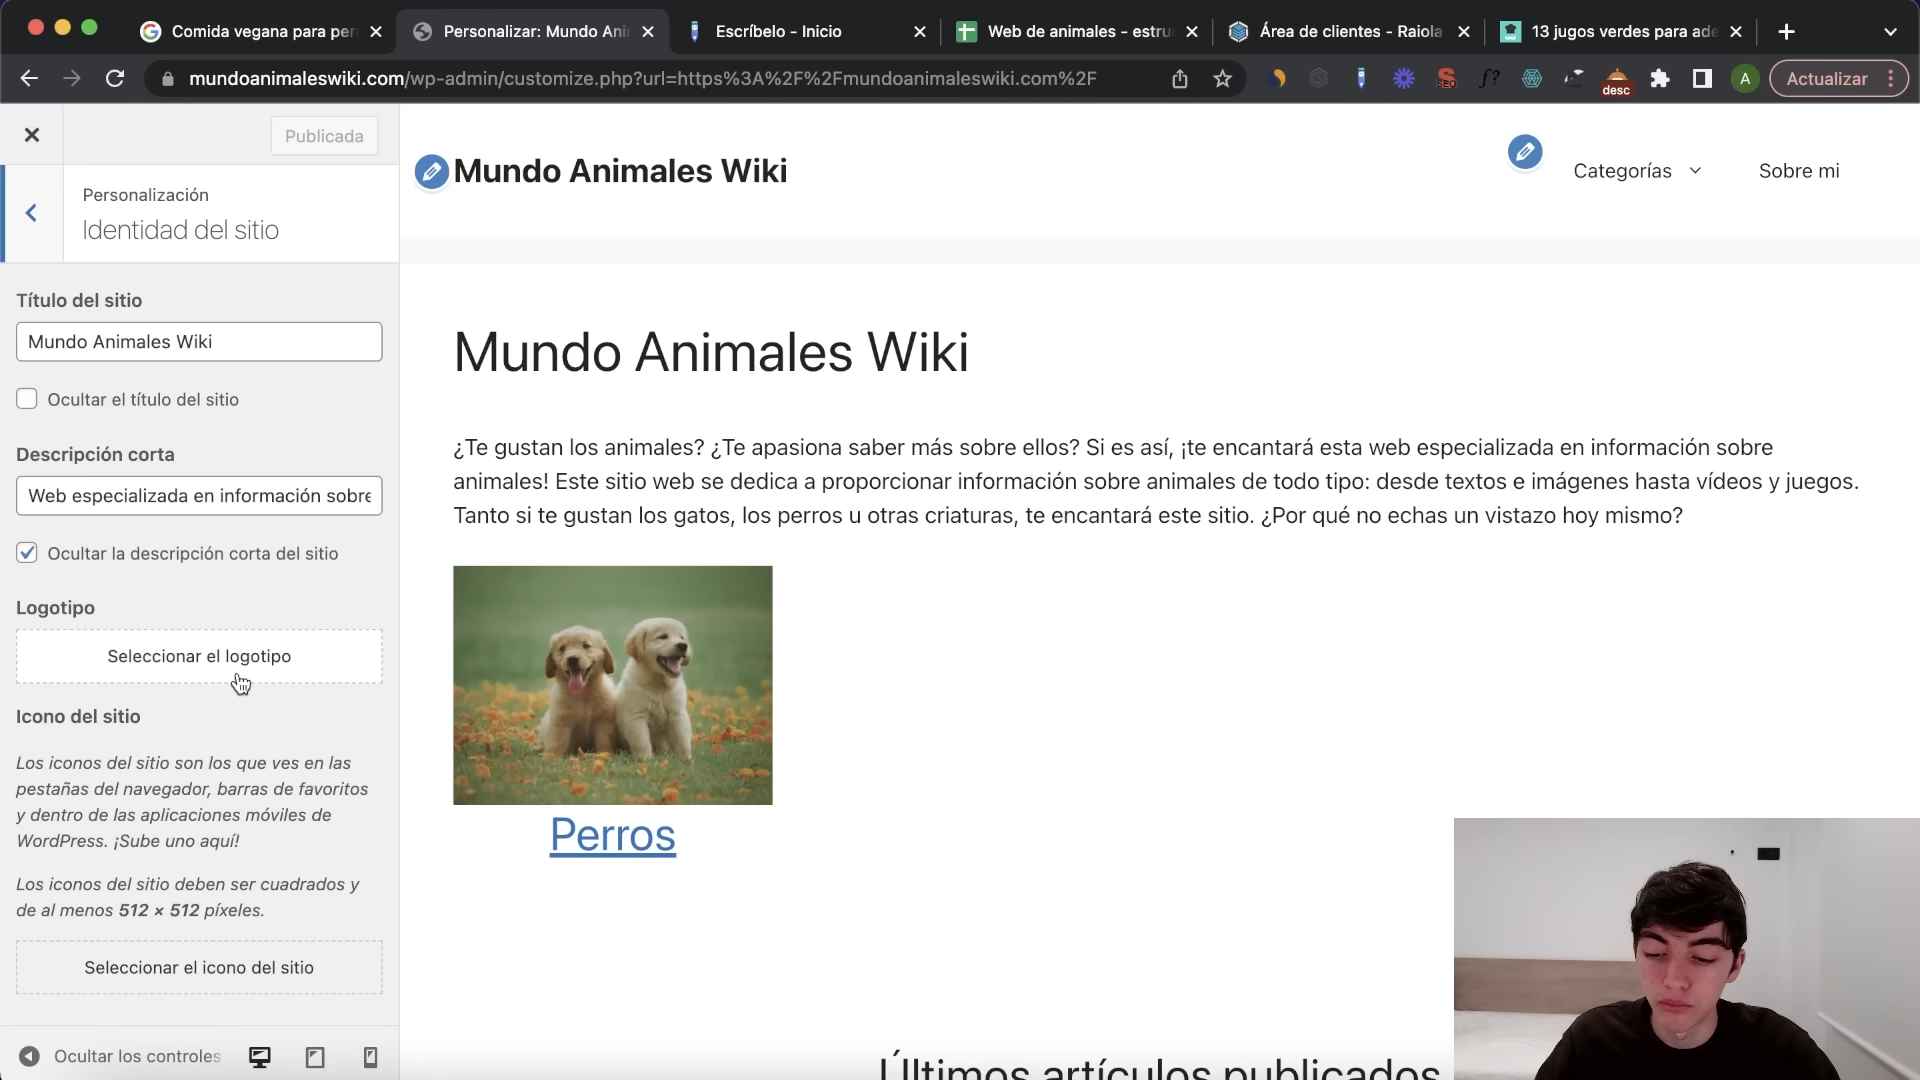 Comida vegana para per
Personalizar: Mundo Ani
Escríbelo - Inicio
Web de animales - estru
Área de clientes - Raiola
13 jugos verdes para ade
mundoanimaleswiki.com/wp-admin/customize.php?url=https%3A%2F%2Fmundoanimaleswiki.com%2F
SEO
f?
desc
A
Actualizar
Publicada
Personalización
Identidad del sitio
Título del sitio
Mundo Animales Wiki
Ocultar el título del sitio
Descripción corta
Web especializada en información sobre
Ocultar la descripción corta del sitio
Logotipo
Seleccionar el logotipo
Icono del sitio
Los iconos del sitio son los que ves en las
pestañas del navegador, barras de favoritos
y dentro de las aplicaciones móviles de
WordPress. ¡Sube uno aquí!
Los iconos del sitio deben ser cuadrados y
de al menos 512 × 512 píxeles.
Seleccionar el icono del sitio
Ocultar los controles
Mundo Animales Wiki
Categorías
Sobre mi
Mundo Animales Wiki
¿Te gustan los animales? ¿Te apasiona saber más sobre ellos? Si es así, ¡te encantará esta web especializada en información sobre
animales! Este sitio web se dedica a proporcionar información sobre animales de todo tipo: desde textos e imágenes hasta vídeos y juegos.
Tanto si te gustan los gatos, los perros u otras criaturas, te encantará este sitio. ¿Por qué no echas un vistazo hoy mismo?
Perros
Últimos artículos publicados